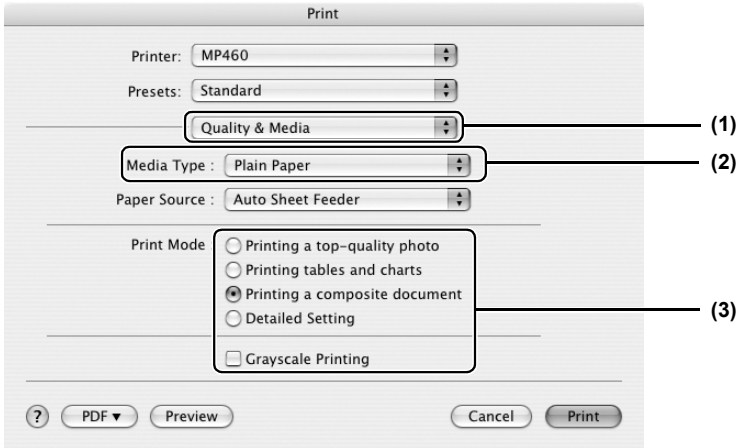 Print
Printer: MP460
Presets: Standard
Quality & Media (1)
Media Type : Plain Paper (2)
Paper Source : Auto Sheet Feeder
Print Mode : Printing a top-quality photo
Printing tables and charts
Printing a composite document
(3)
Detailed Setting
Grayscale Printing
? PDF▼ Preview Cancel Print